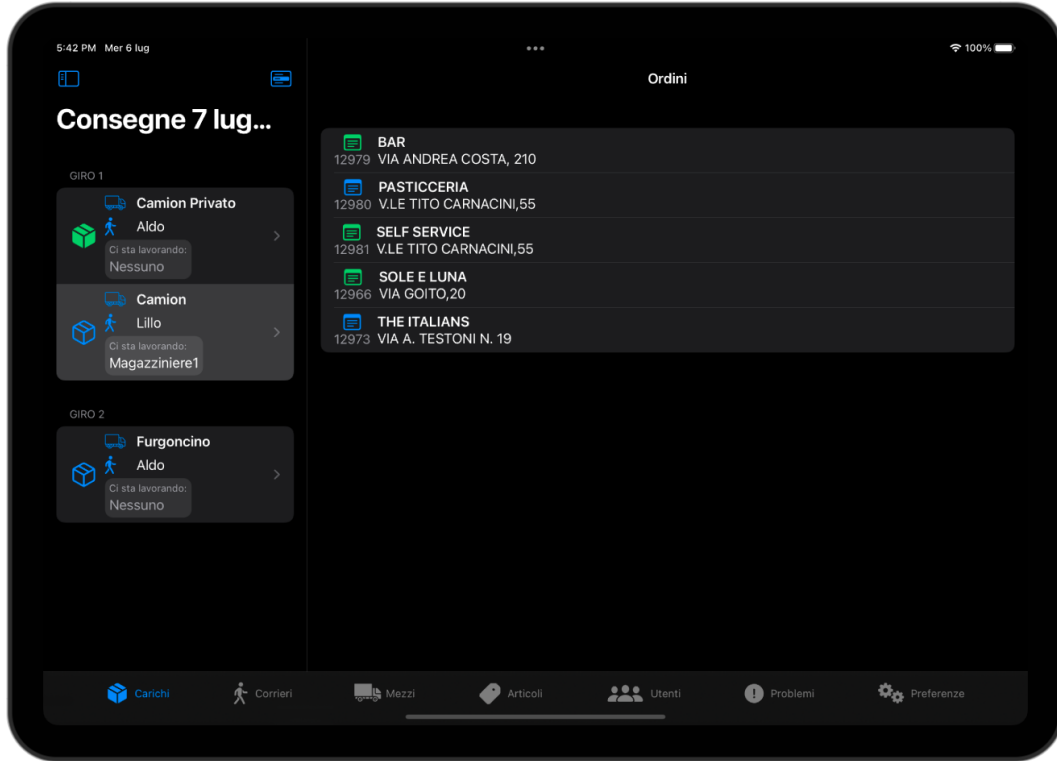 5:42 PM Mer 6 lug
100%
Consegne 7 lug...
GIRO 1
Camion Privato
Aldo
Ci sta lavorando:
Nessuno
Camion
Lillo
Ci sta lavorando:
Magazziniere1
GIRO 2
Furgoncino
Aldo
Ci sta lavorando:
Nessuno
Ordini
BAR
12979 VIA ANDREA COSTA, 210
PASTICCERIA
12980 V.LE TITO CARNACINI,55
SELF SERVICE
12981 V.LE TITO CARNACINI,55
SOLE E LUNA
12966 VIA GOITO,20
THE ITALIANS
12973 VIA A. TESTONI N. 19
Carichi Corrieri Mezzi Articoli Utenti Problemi Preferenze